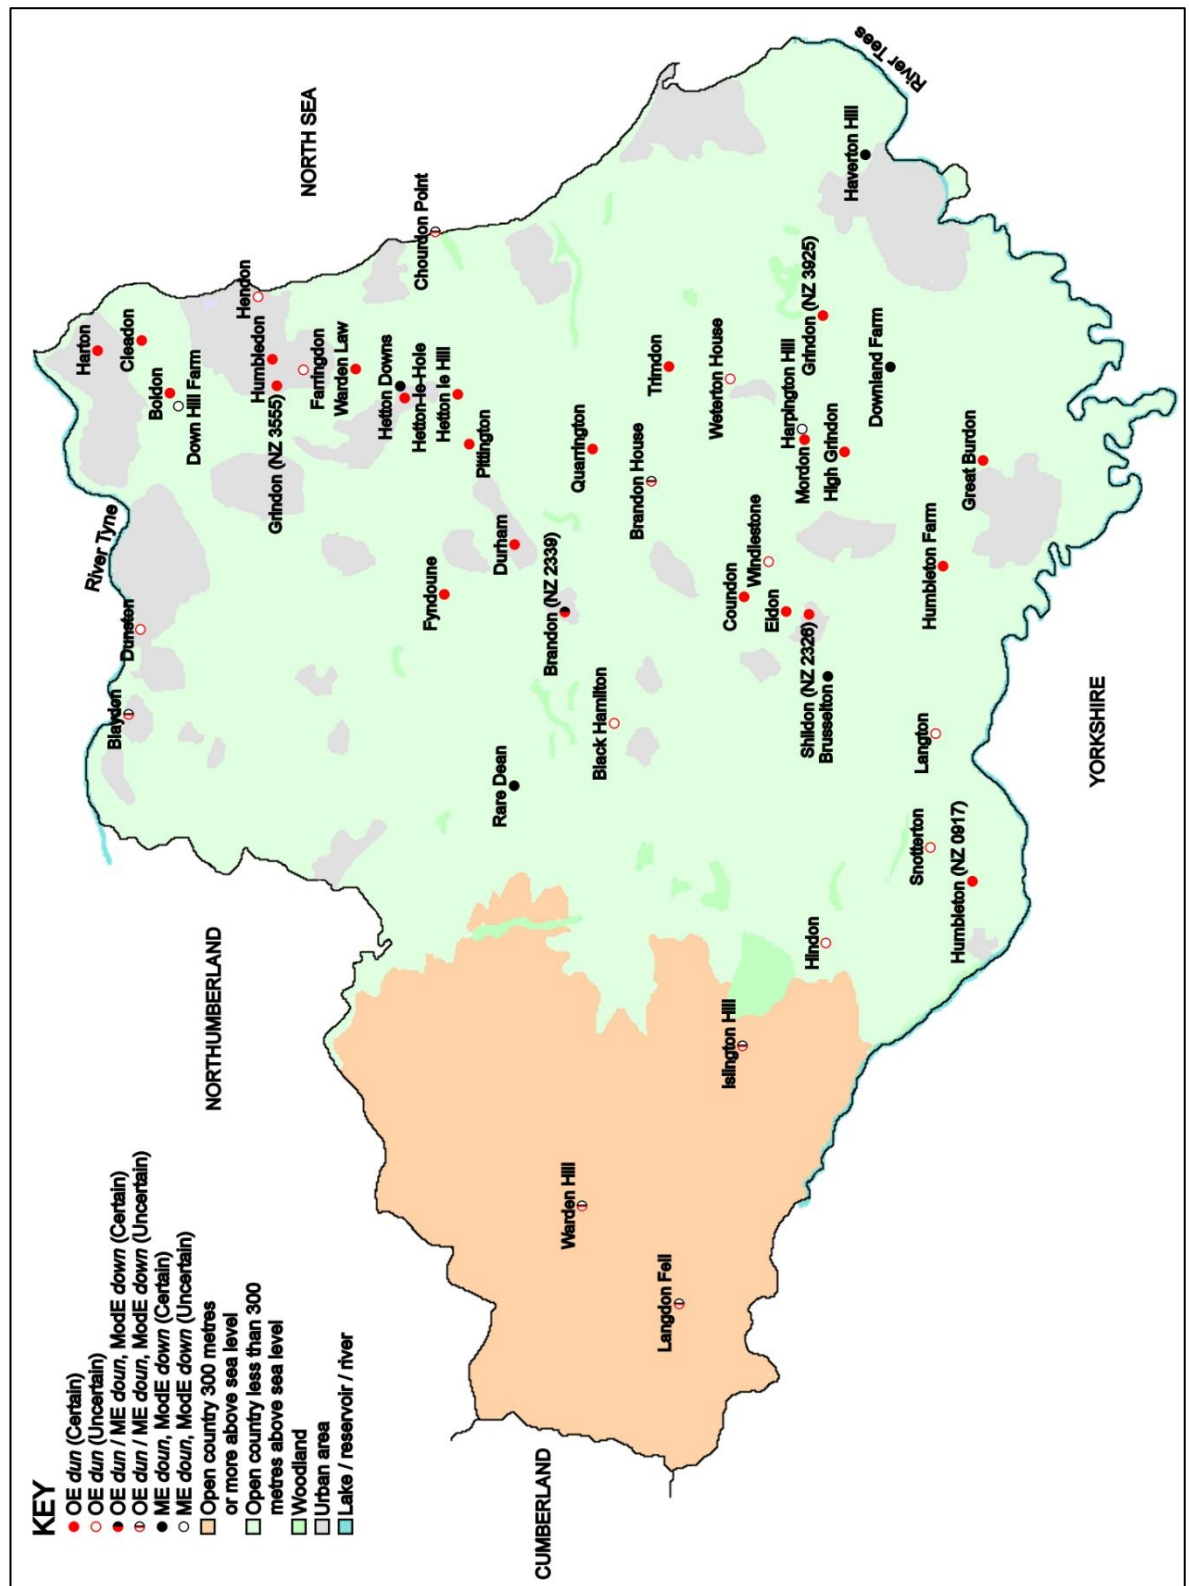 KEY
OE dun (Certain)
OE dun (Uncertain)
OE dun / ME doun, ModE down (Certain)
OE dun / ME doun, ModE down (Uncertain)
ME doun, ModE down (Certain)
ME doun, ModE down (Uncertain)
Open country 300 metres
or more above sea level
Open country less than 300
metres above sea level
Woodland
Urban area
Lake / reservoir / river
CUMBERLAND
NORTHUMBERLAND
NORTH SEA
YORKSHIRE
River Tyne
River Tees
Blaydon
Dunston
Harton
Cleadon
Boldon
Down Hill Farm
Hendon
Humbledon
Grindon (NZ 3555)
Farringdon
Warden Law
Hetton Downs
Hetton-le-Hole
Hetton le Hill
Chourdon Point
Pittington
Fyndoune
Durham
Rare Dean
Brandon (NZ 2339)
Quarrington
Black Hamilton
Brandon House
Trimdon
Warden Hill
Langdon Fell
Islington Hill
Weterton House
Coundon
Windlestone
Eldon
Shildon (NZ 2326)
Brusselton
Hindon
Harpington Hill
Mordon
Grindon (NZ 3925)
High Grindon
Haverton Hill
Downland Farm
Snotterton
Langton
Humbleton Farm
Humbleton (NZ 0917)
Great Burdon